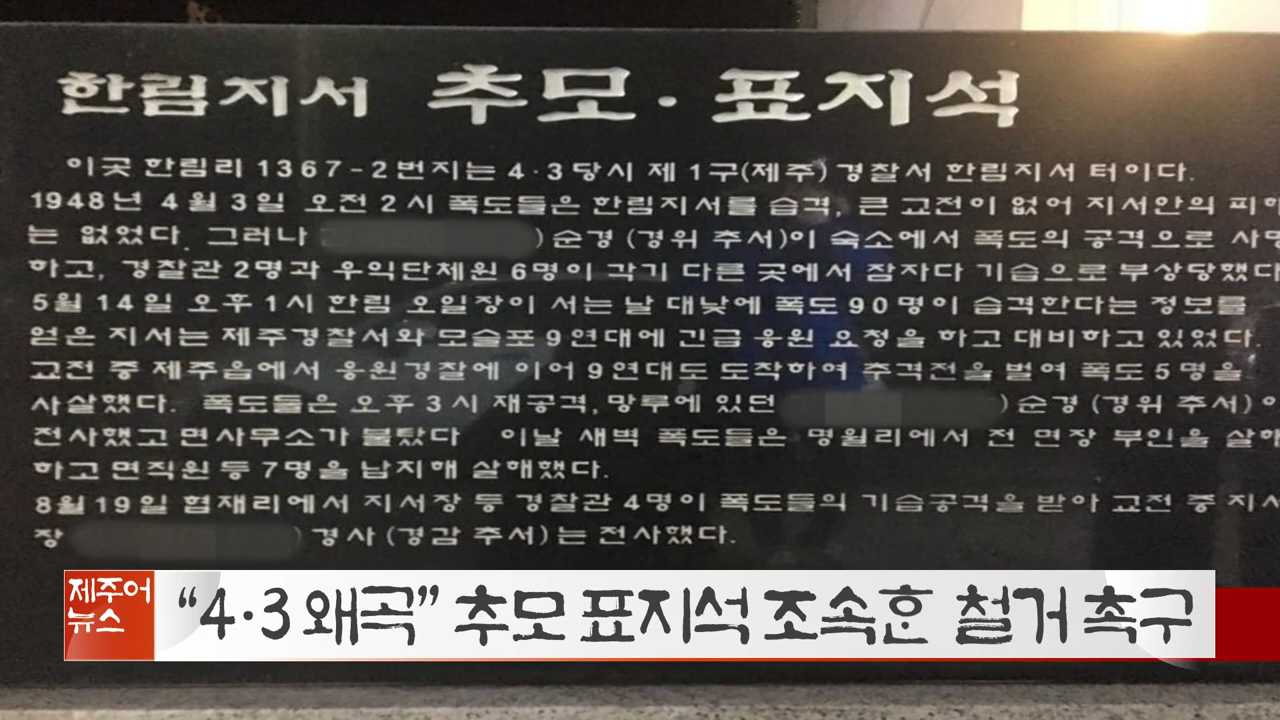 한림지서 추모·표지석
이곳 한림리 1367-2번지는 4·3당시 제1구(제주) 경찰서 한림지서 터이다.
1948년 4월 3일 오전 2시 폭도들은 한림지서를 습격, 큰 교전이 없어 지서안의 피해
는 없었다. 그러나 ) 순경 (경위 추서)이 숙소에서 폭도의 공격으로 사망
하고, 경찰관 2명과 우익단체원 6명이 각기 다른 곳에서 잠자다 기습으로 부상당했다
5월 14일 오후 1시 한림 오일장이 서는 날 대낮에 폭도 90명이 습격한다는 정보를
얻은 지서는 제주경찰서와 모슬포 9연대에 긴급 응원 요청을 하고 대비하고 있었다.
교전 중 제주읍에서 응원경찰에 이어 9연대도 도착하여 추격전을 벌여 폭도 5명을
사살했다. 폭도들은 오후 3시 재공격, 망루에 있던 ) 순경 (경위 추서)이
전사했고 면사무소가 불탔다 이날 새벽 폭도들은 명월리에서 전 면장 부인을 살해
하고 면직원 등 7명을 납치해 살해했다.
8월 19일 협재리에서 지서장 등 경찰관 4명이 폭도들의 기습공격을 받아 교전 중 지서
장 ) 경사 (경감 추서)는 전사했다.
제주어
뉴스
“4·3 왜곡” 추모 표지석 조속훈 철거 촉구